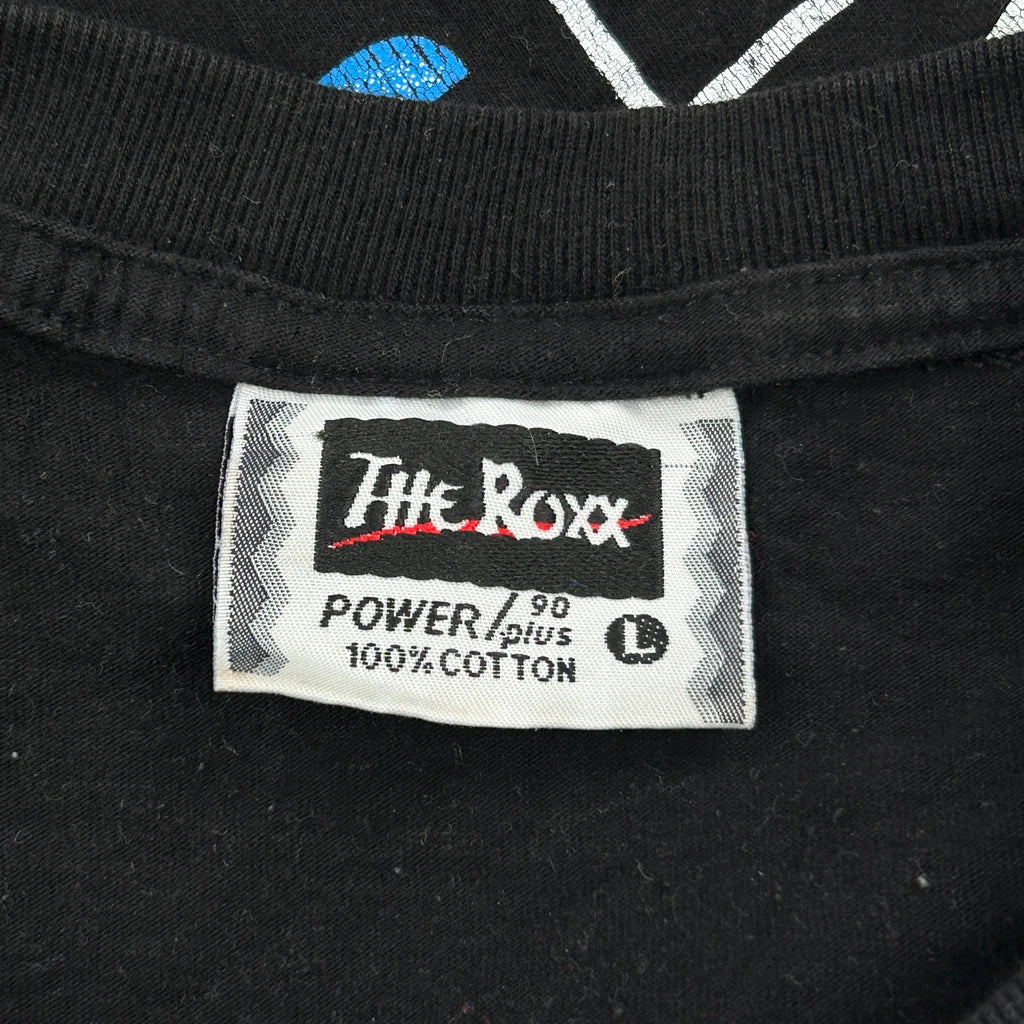 THE ROXX
POWER/90 plus
100% COTTON
L